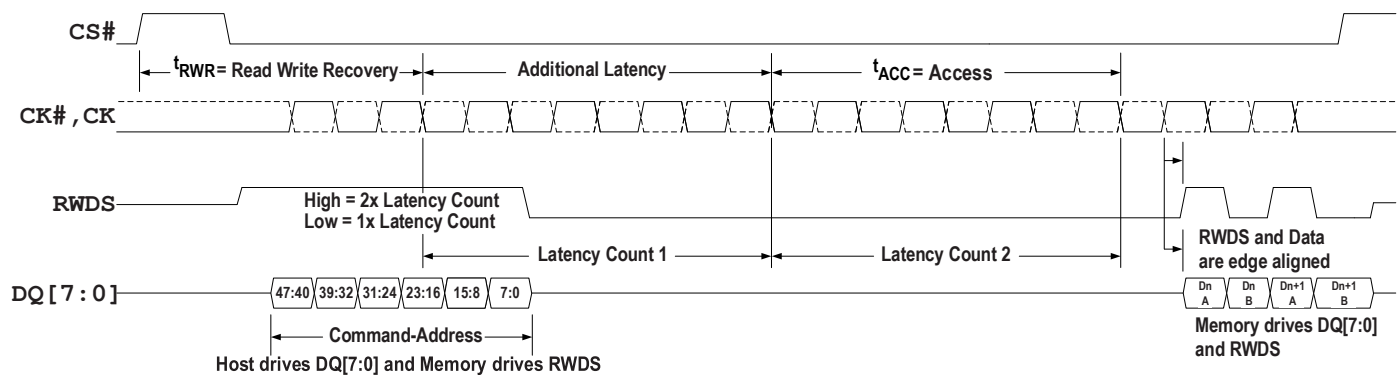 CS#
tRWR= Read Write Recovery
Additional Latency
tACC= Access
CK#,CK
RWDS
High = 2x Latency Count
Low = 1x Latency Count
Latency Count 1
Latency Count 2
RWDS and Data
are edge aligned
DQ[7:0]
47:40 39:32 31:24 23:16 15:8 7:0
Dn A
Dn B
Dn+1 A
Dn+1 B
Command-Address
Host drives DQ[7:0] and Memory drives RWDS
Memory drives DQ[7:0]
and RWDS